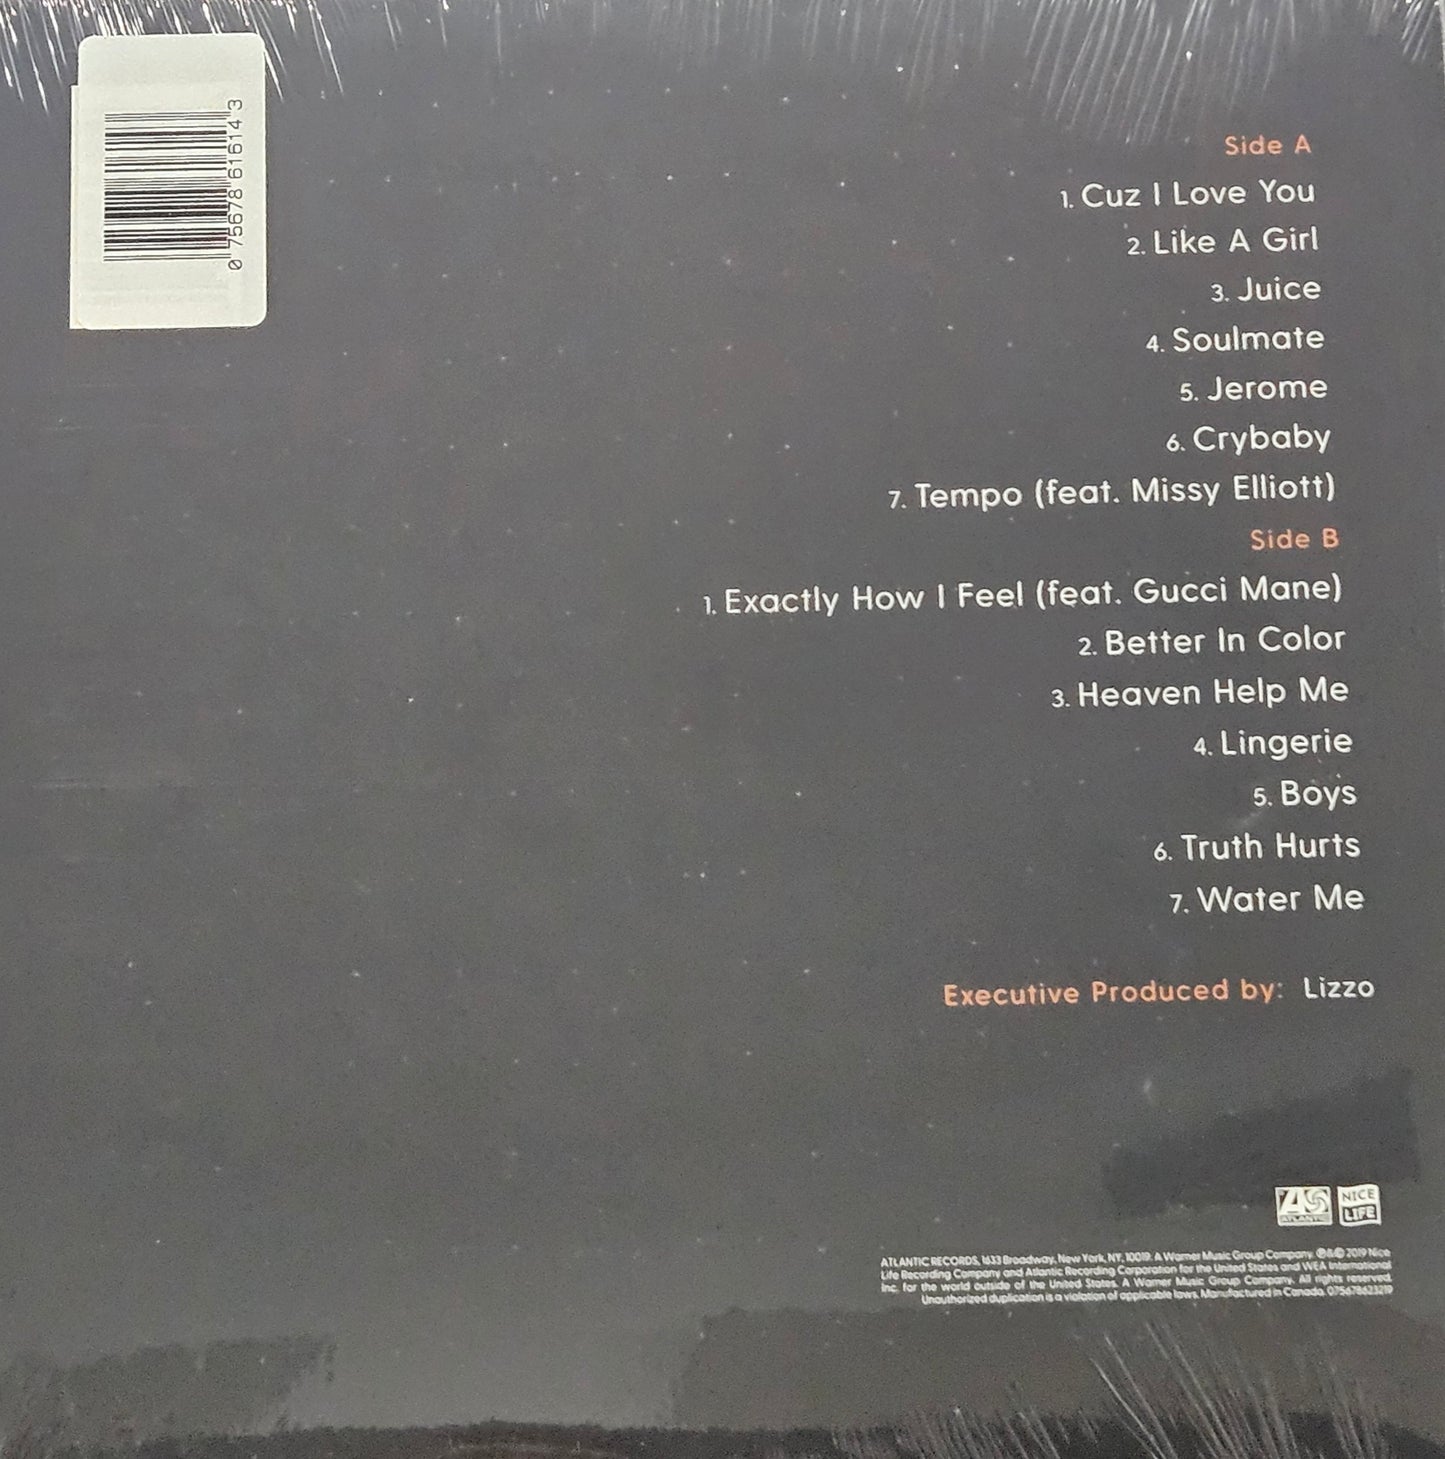 0 75678 61614 3
Side A
1. Cuz I Love You
2. Like A Girl
3. Juice
4. Soulmate
5. Jerome
6. Crybaby
7. Tempo (feat. Missy Elliott)
Side B
1. Exactly How I Feel (feat. Gucci Mane)
2. Better In Color
3. Heaven Help Me
4. Lingerie
5. Boys
6. Truth Hurts
7. Water Me
Executive Produced by: Lizzo
ATLANTIC
NICE
LIFE
ATLANTIC RECORDS, 1633 Broadway, New York, NY, 10019. A Warner Music Group Company. ℗&© 2019 Nice
Life Recording Company and Atlantic Recording Corporation for the United States and WEA International
Inc. for the world outside of the United States. A Warner Music Group Company. All rights reserved.
Unauthorized duplication is a violation of applicable laws. Manufactured in Canada.